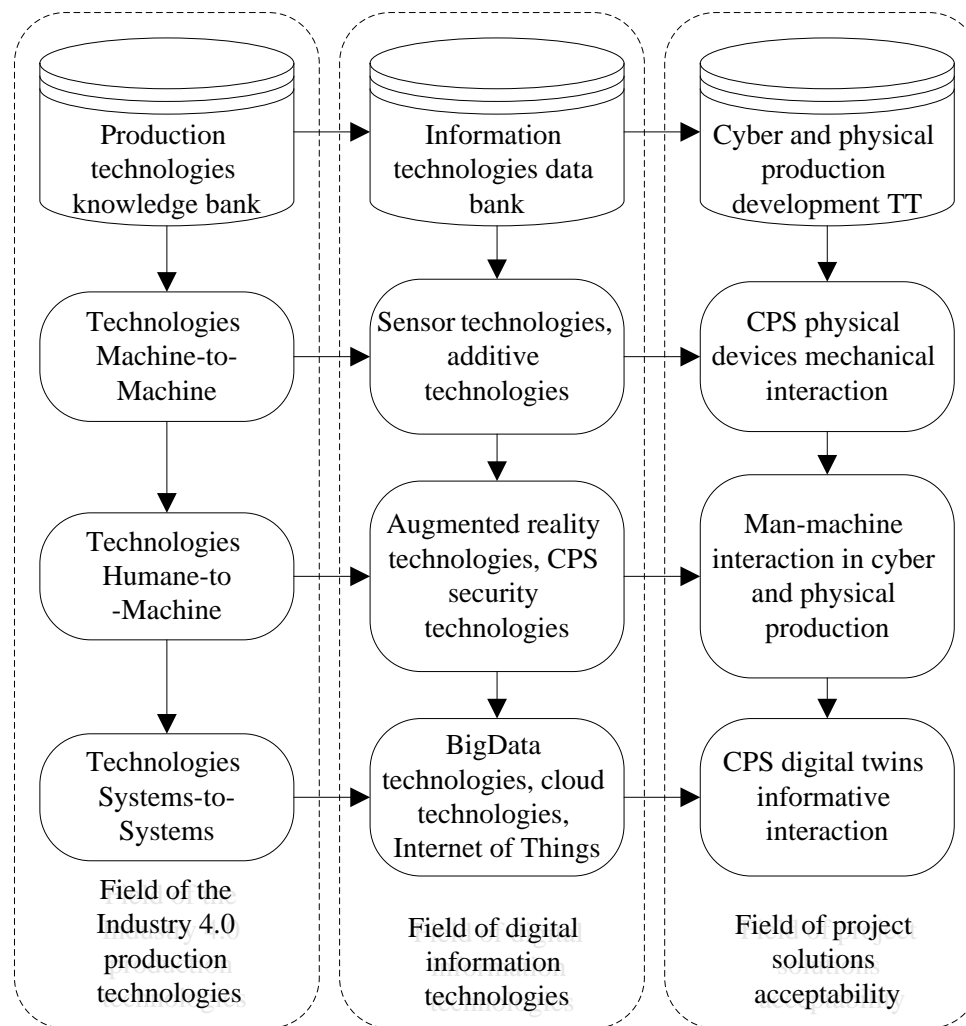 Production
technologies
knowledge bank
Information
technologies data
bank
Cyber and physical
production
development TT
Technologies
Machine-to-
Machine
Sensor technologies,
additive
technologies
CPS physical
devices mechanical
interaction
Technologies
Humane-to
-Machine
Augmented reality
technologies, CPS
security
technologies
Man-machine
interaction in cyber
and physical
production
Technologies
Systems-to-
Systems
BigData
technologies, cloud
technologies,
Internet of Things
CPS digital twins
informative
interaction
Field of the
Industry 4.0
production
technologies
Field of digital
information
technologies
Field of project
solutions
acceptability